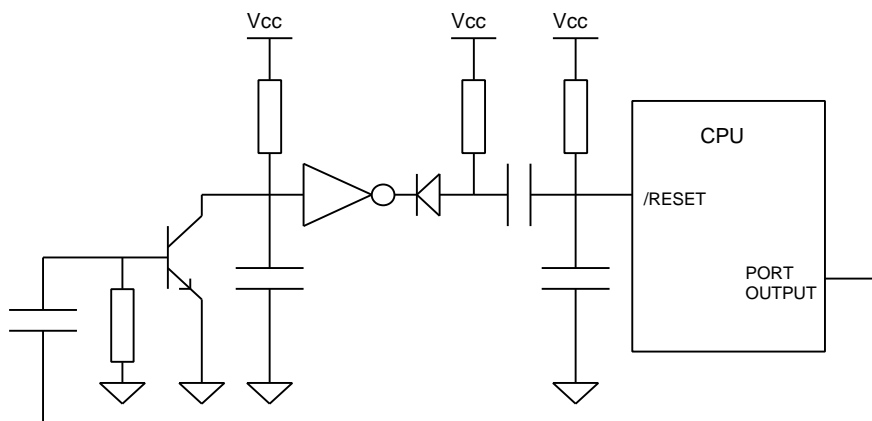 Vcc
Vcc
Vcc
CPU
/RESET
PORT
OUTPUT